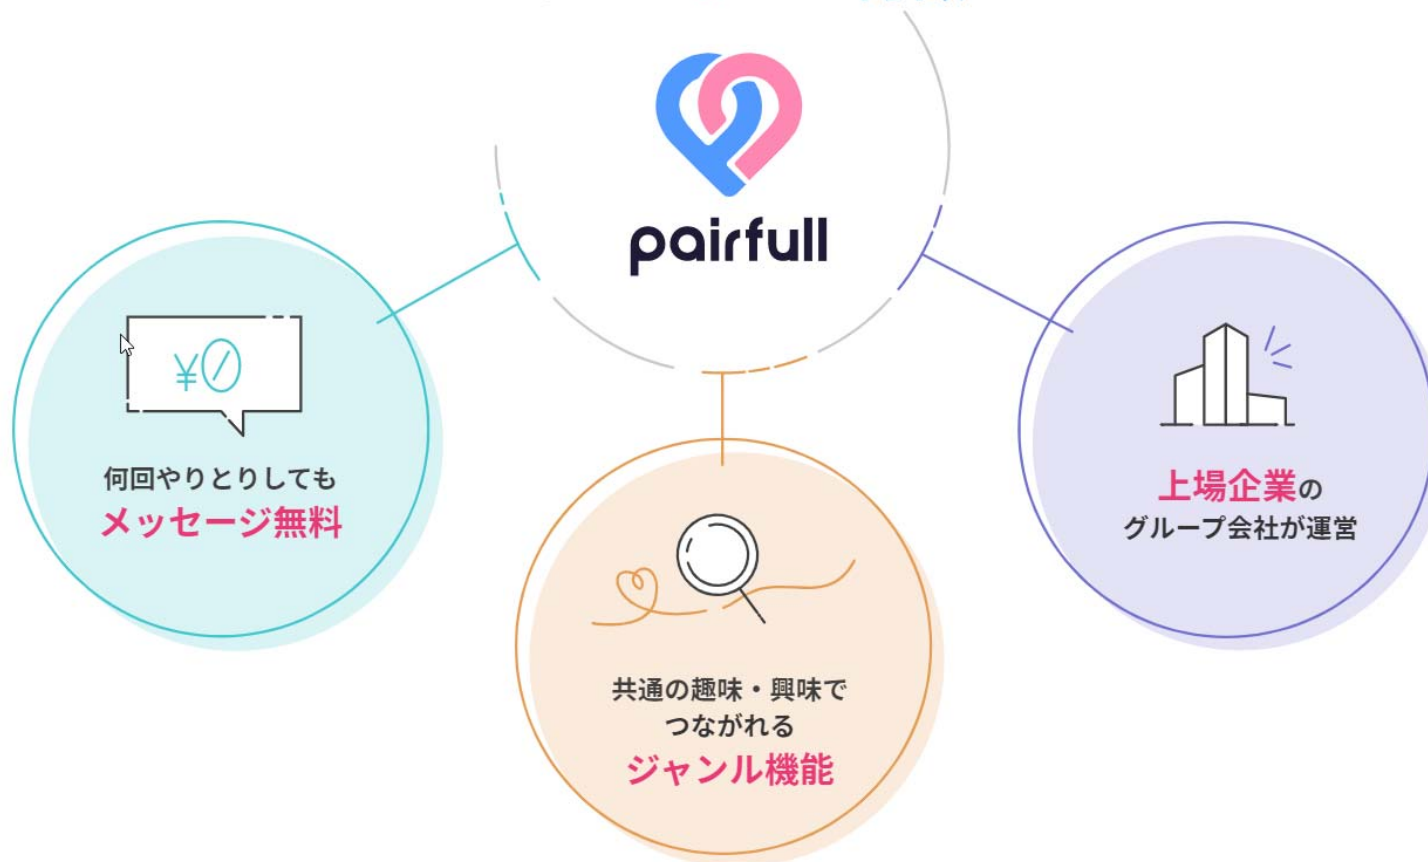 pairfull
¥0
何回やりとりしても
メッセージ無料
共通の趣味・興味で
つながれる
ジャンル機能
上場企業の
グループ会社が運営